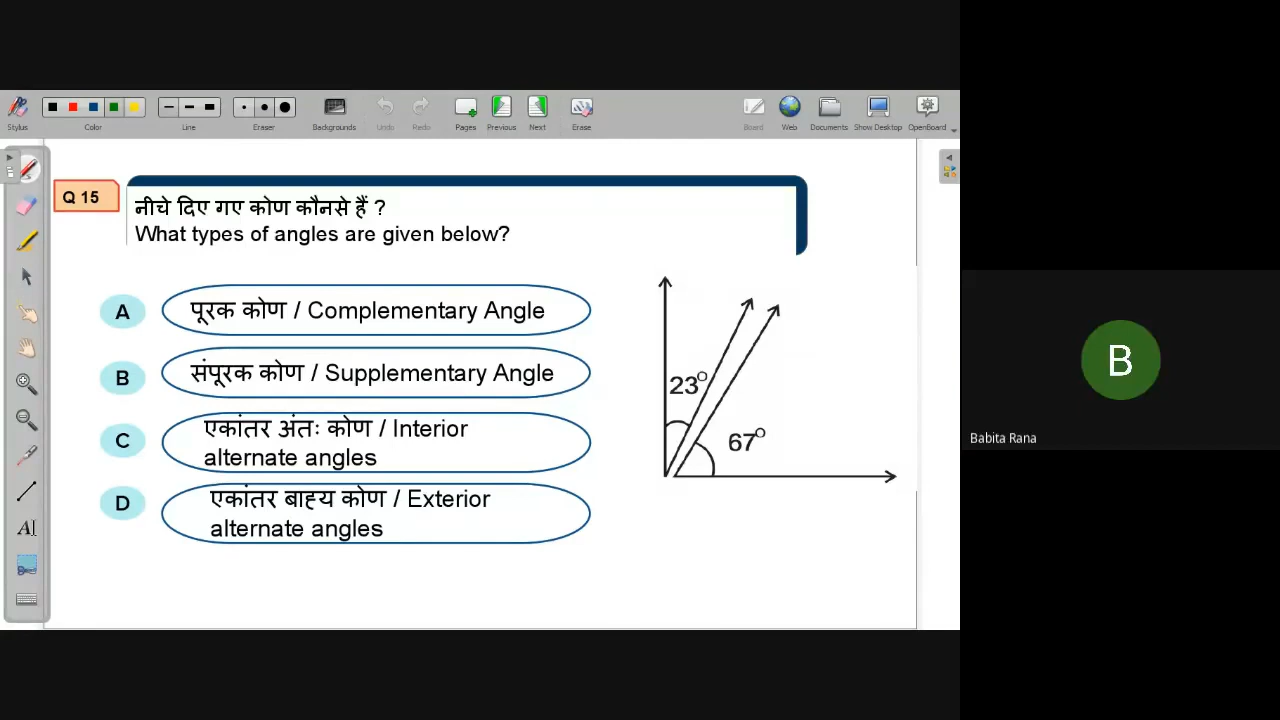 Stylus
Color
Line
Eraser
Backgrounds
Undo
Redo
Pages
Previous
Next
Erase
Board
Web
Documents
Show Desktop
OpenBoard
Q 15
नीचे दिए गए कोण कौनसे हैं ?
What types of angles are given below?
A
पूरक कोण / Complementary Angle
B
संपूरक कोण / Supplementary Angle
C
एकांतर अंतः कोण / Interior
alternate angles
D
एकांतर बाह्य कोण / Exterior
alternate angles
23°
67°
AI
B
Babita Rana